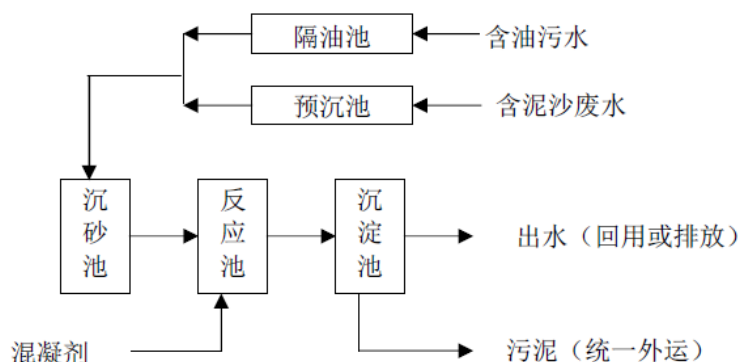 隔油池
含油污水
预沉池
含泥沙废水
沉砂池
反应池
沉淀池
出水（回用或排放）
混凝剂
污泥（统一外运）